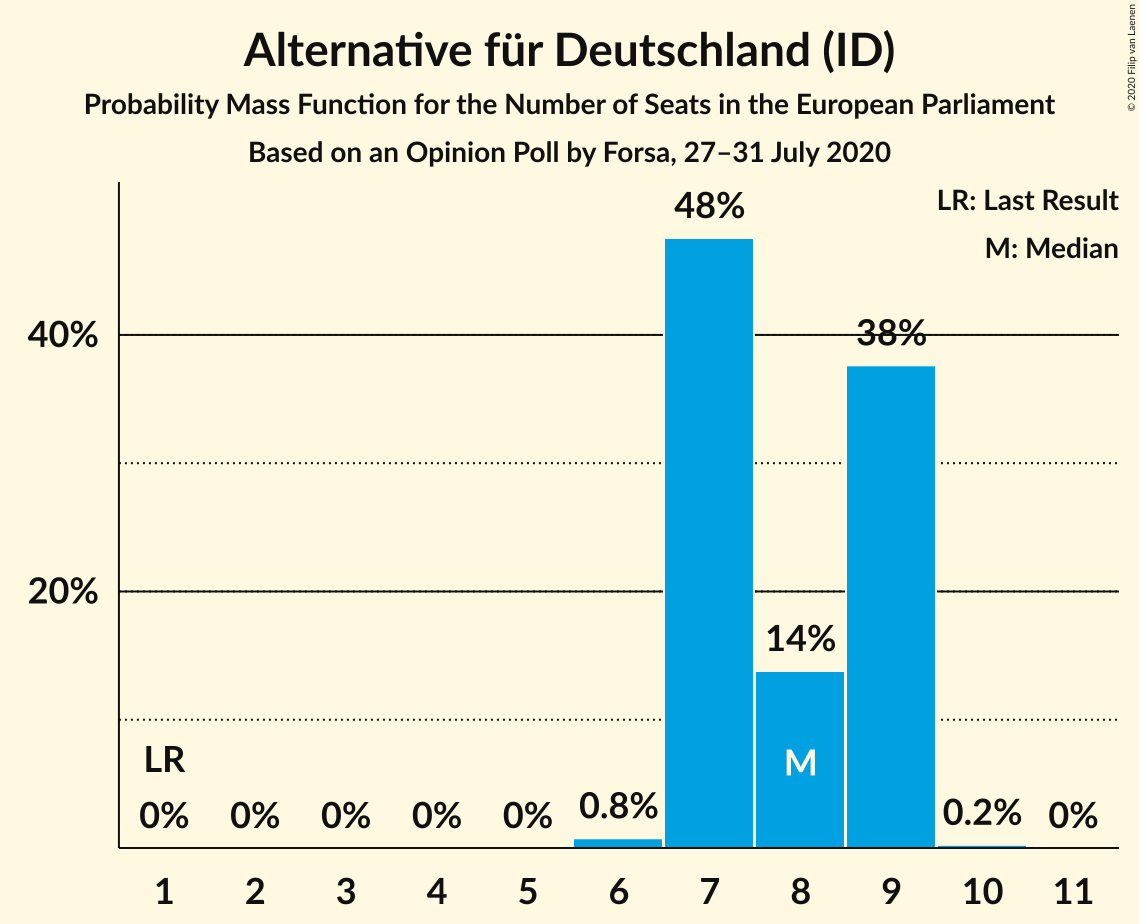 Alternative für Deutschland (ID)
Probability Mass Function for the Number of Seats in the European Parliament
Based on an Opinion Poll by Forsa, 27–31 July 2020
© 2020 Filip van Laenen
LR: Last Result
M: Median
48%
40%
38%
20%
14%
LR
M
0%
0%
0%
0%
0%
0.8%
0.2%
0%
1 2 3 4 5 6 7 8 9 10 11